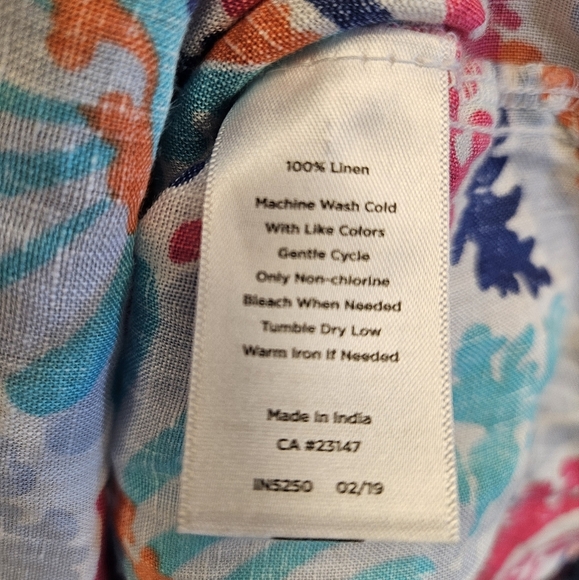 100% Linen
Machine Wash Cold
With Like Colors
Gentle Cycle
Only Non-chlorine
Bleach When Needed
Tumble Dry Low
Warm Iron If Needed
Made in India
CA #23147
IN5250 02/19